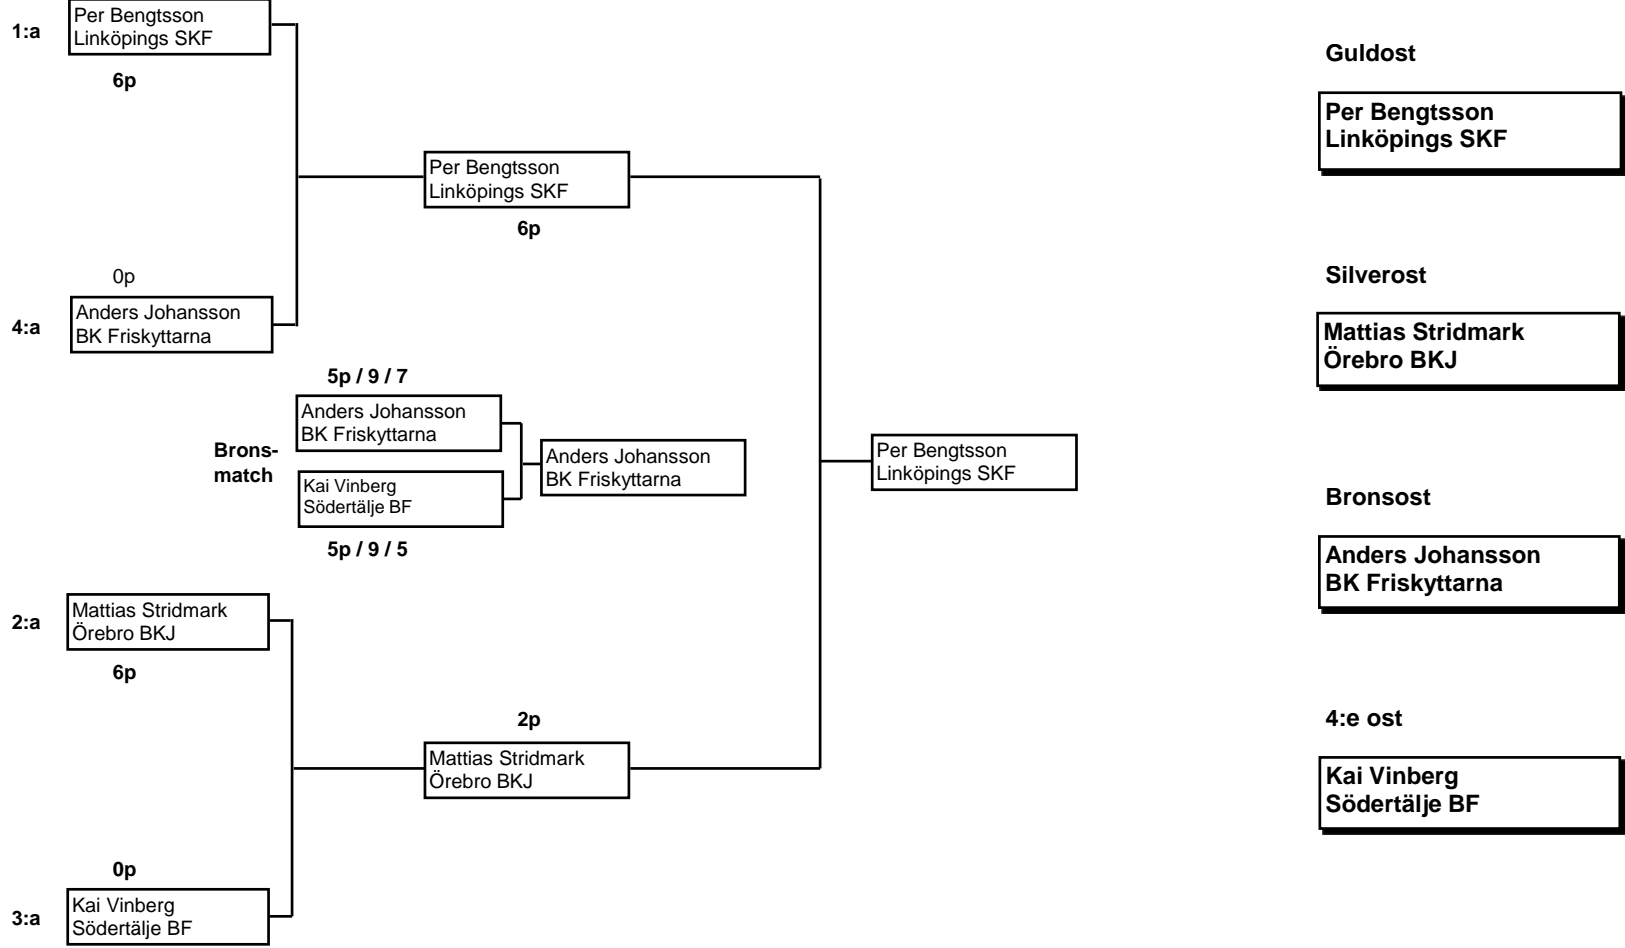 1:a
Per Bengtsson
Linköpings SKF
6p
0p
4:a
Anders Johansson
BK Friskyttarna
Per Bengtsson
Linköpings SKF
6p
5p / 9 / 7
Brons-
match
Anders Johansson
BK Friskyttarna
Kai Vinberg
Södertälje BF
5p / 9 / 5
Anders Johansson
BK Friskyttarna
Per Bengtsson
Linköpings SKF
2:a
Mattias Stridmark
Örebro BKJ
6p
2p
Mattias Stridmark
Örebro BKJ
0p
3:a
Kai Vinberg
Södertälje BF
Guldost
Per Bengtsson
Linköpings SKF
Silverost
Mattias Stridmark
Örebro BKJ
Bronsost
Anders Johansson
BK Friskyttarna
4:e ost
Kai Vinberg
Södertälje BF